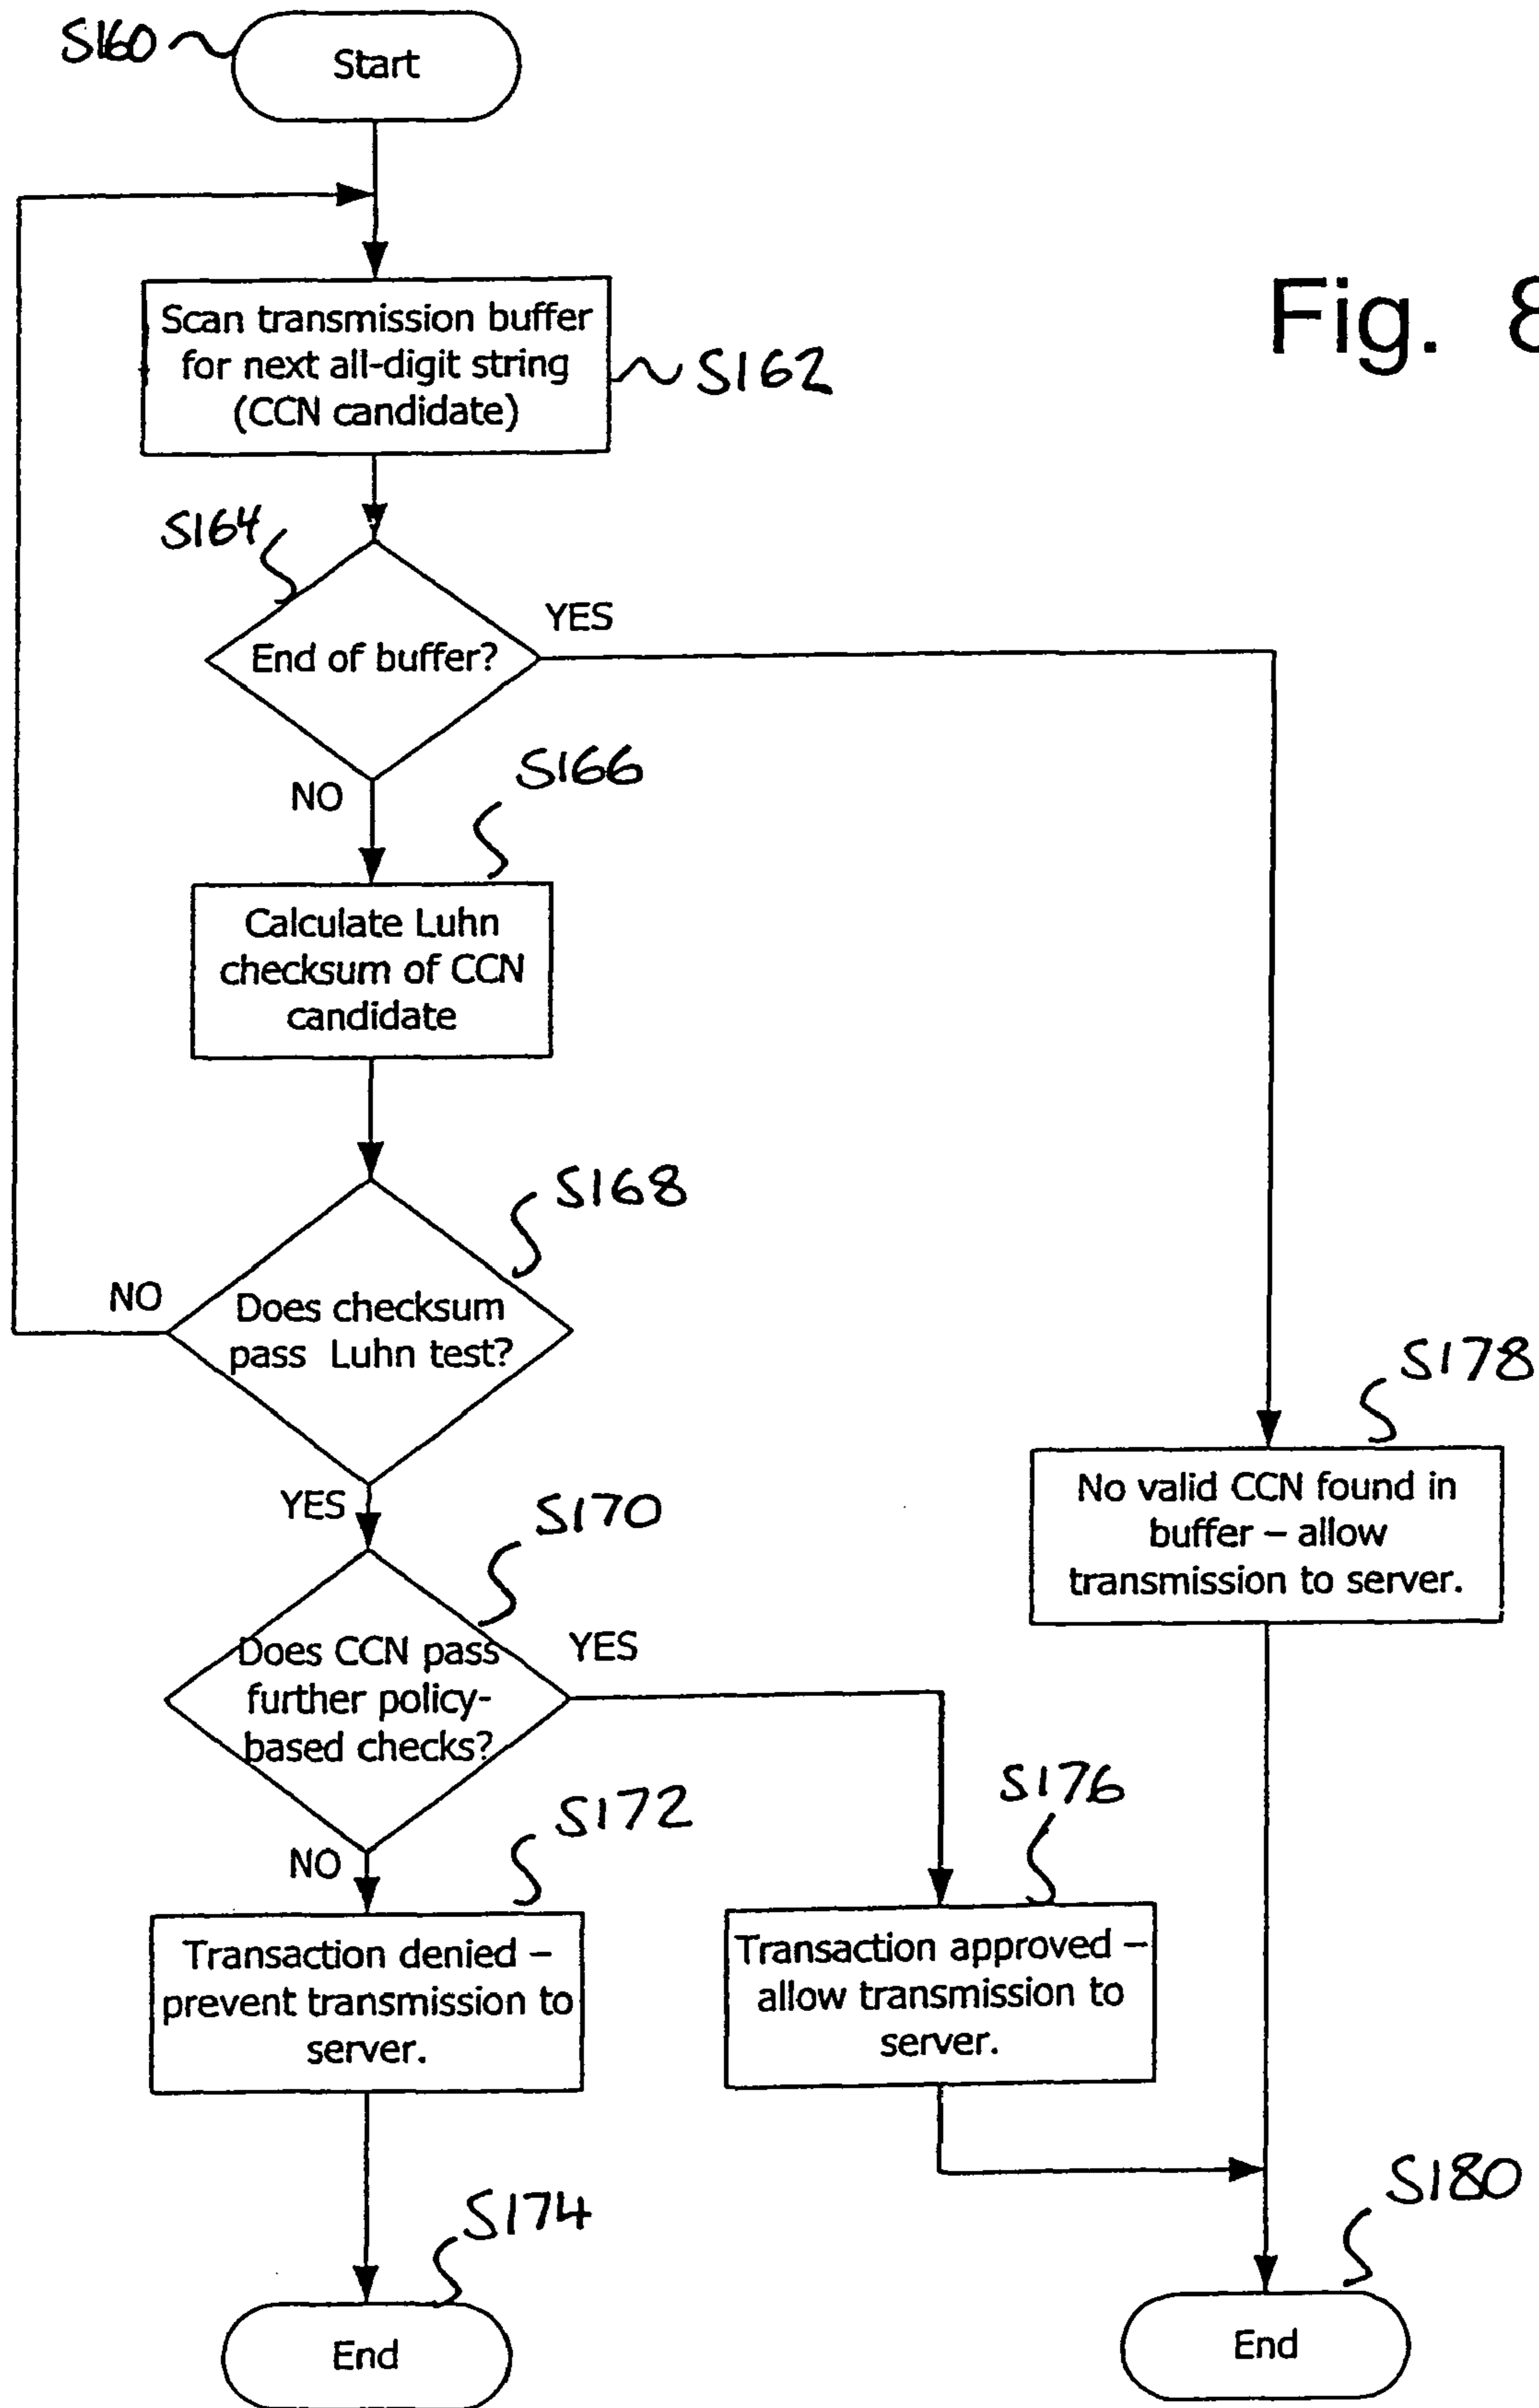 S160
Start
Fig. 8
Scan transmission buffer
for next all-digit string
(CCN candidate)
S162
S164
End of buffer?
YES
NO
S166
Calculate Luhn
checksum of CCN
candidate
S168
NO
Does checksum
pass Luhn test?
YES
S170
Does CCN pass
further policy-
based checks?
YES
NO
S178
No valid CCN found in
buffer – allow
transmission to server.
S172
Transaction denied –
prevent transmission to
server.
S176
Transaction approved –
allow transmission to
server.
S174
End
S180
End